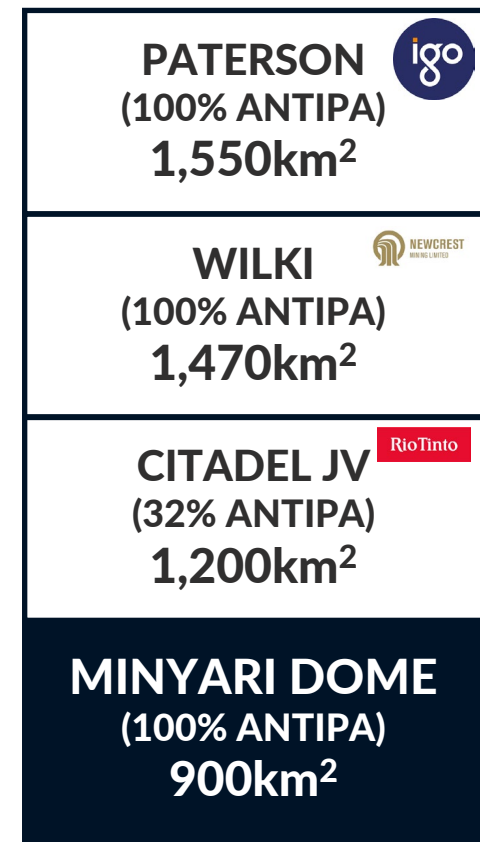 PATERSON
igo
(100% ANTIPA)
1,550km²
WILKI
NEWCREST
MINING LIMITED
(100% ANTIPA)
1,470km²
RioTinto
CITADEL JV
(32% ANTIPA)
1,200km²
MINYARI DOME
(100% ANTIPA)
900km²